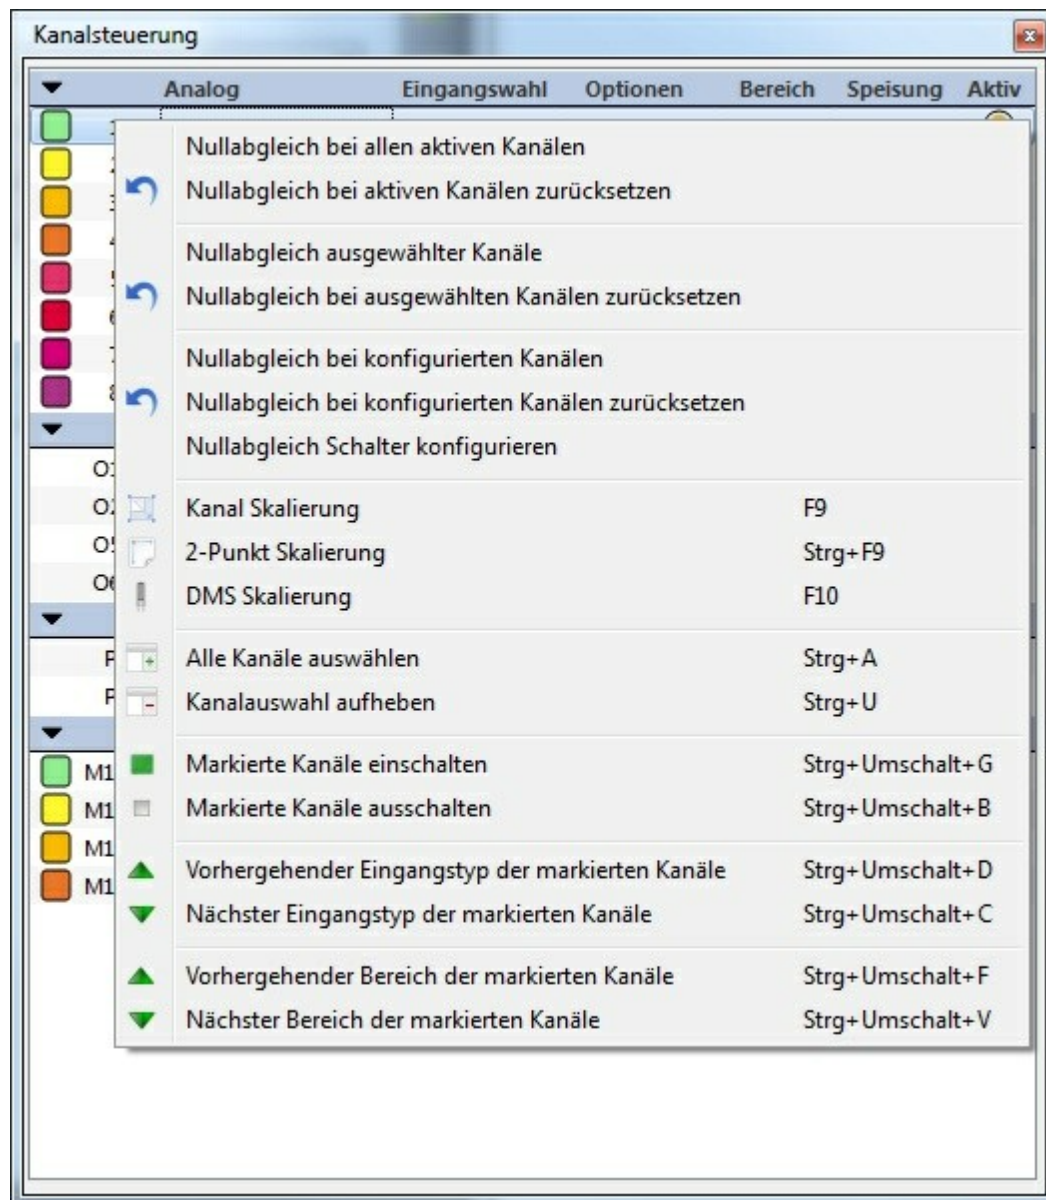 Kanalsteuerung
Analog Eingangswahl Optionen Bereich Speisung Aktiv
Nullabgleich bei allen aktiven Kanälen
Nullabgleich bei aktiven Kanälen zurücksetzen
Nullabgleich ausgewählter Kanäle
Nullabgleich bei ausgewählten Kanälen zurücksetzen
Nullabgleich bei konfigurierten Kanälen
Nullabgleich bei konfigurierten Kanälen zurücksetzen
Nullabgleich Schalter konfigurieren
Kanal Skalierung F9
2-Punkt Skalierung Strg+F9
DMS Skalierung F10
Alle Kanäle auswählen Strg+A
Kanalauswahl aufheben Strg+U
M1 Markierte Kanäle einschalten Strg+Umschalt+G
M1 Markierte Kanäle ausschalten Strg+Umschalt+B
M1 Vorhergehender Eingangstyp der markierten Kanäle Strg+Umschalt+D
M1 Nächster Eingangstyp der markierten Kanäle Strg+Umschalt+C
Vorhergehender Bereich der markierten Kanäle Strg+Umschalt+F
Nächster Bereich der markierten Kanäle Strg+Umschalt+V